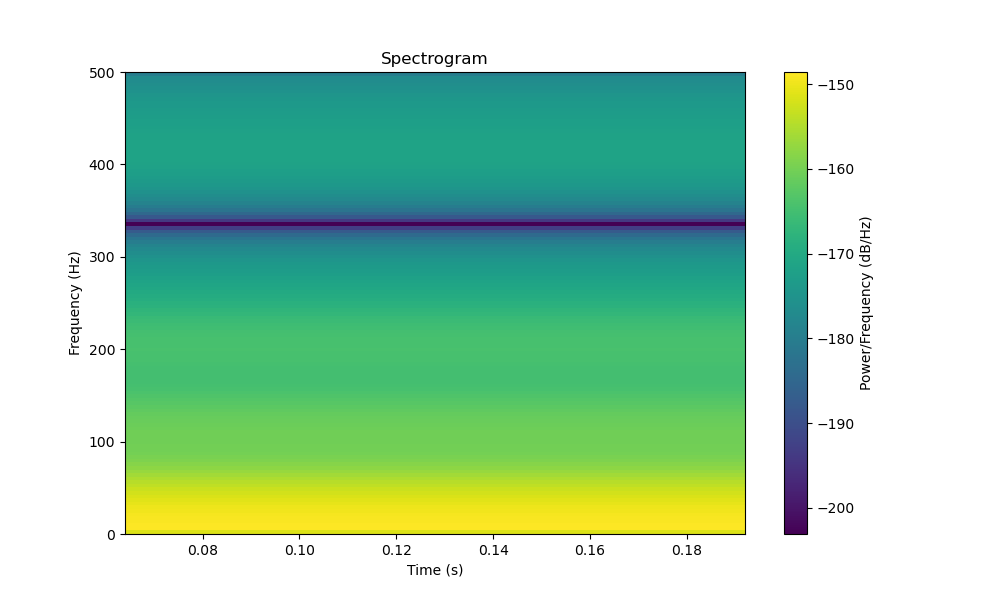 Spectrogram
500
400
300
200
100
0
Frequency (Hz)
0.08 0.10 0.12 0.14 0.16 0.18
Time (s)
−150
−160
−170
−180
−190
−200
Power/Frequency (dB/Hz)